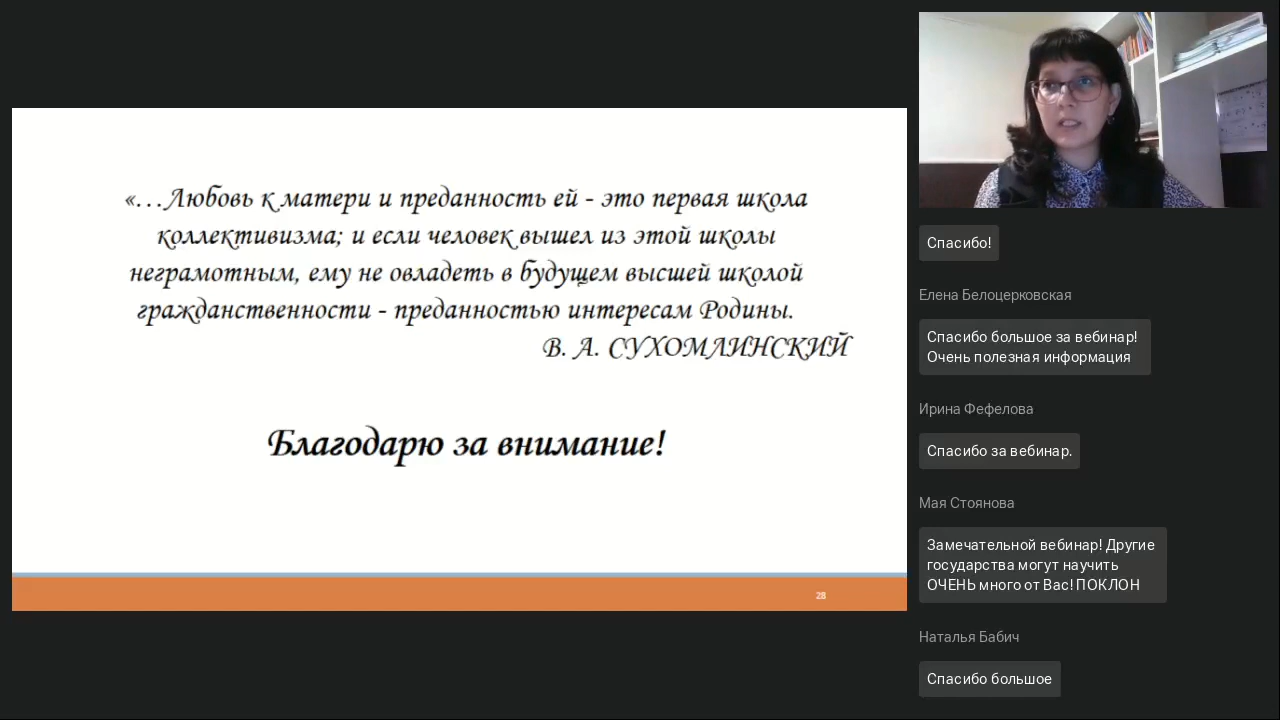 «…Любовь к матери и преданность ей - это первая школа
коллективизма; и если человек вышел из этой школы
неграмотным, ему не овладеть в будущем высшей школой
гражданственности - преданностью интересам Родины.
В. А. СУХОМЛИНСКИЙ
Благодарю за внимание!
28
Спасибо!
Елена Белоцерковская
Спасибо большое за вебинар!
Очень полезная информация
Ирина Фефелова
Спасибо за вебинар.
Мая Стоянова
Замечательной вебинар! Другие
государства могут научить
ОЧЕНЬ много от Вас! ПОКЛОН
Наталья Бабич
Спасибо большое